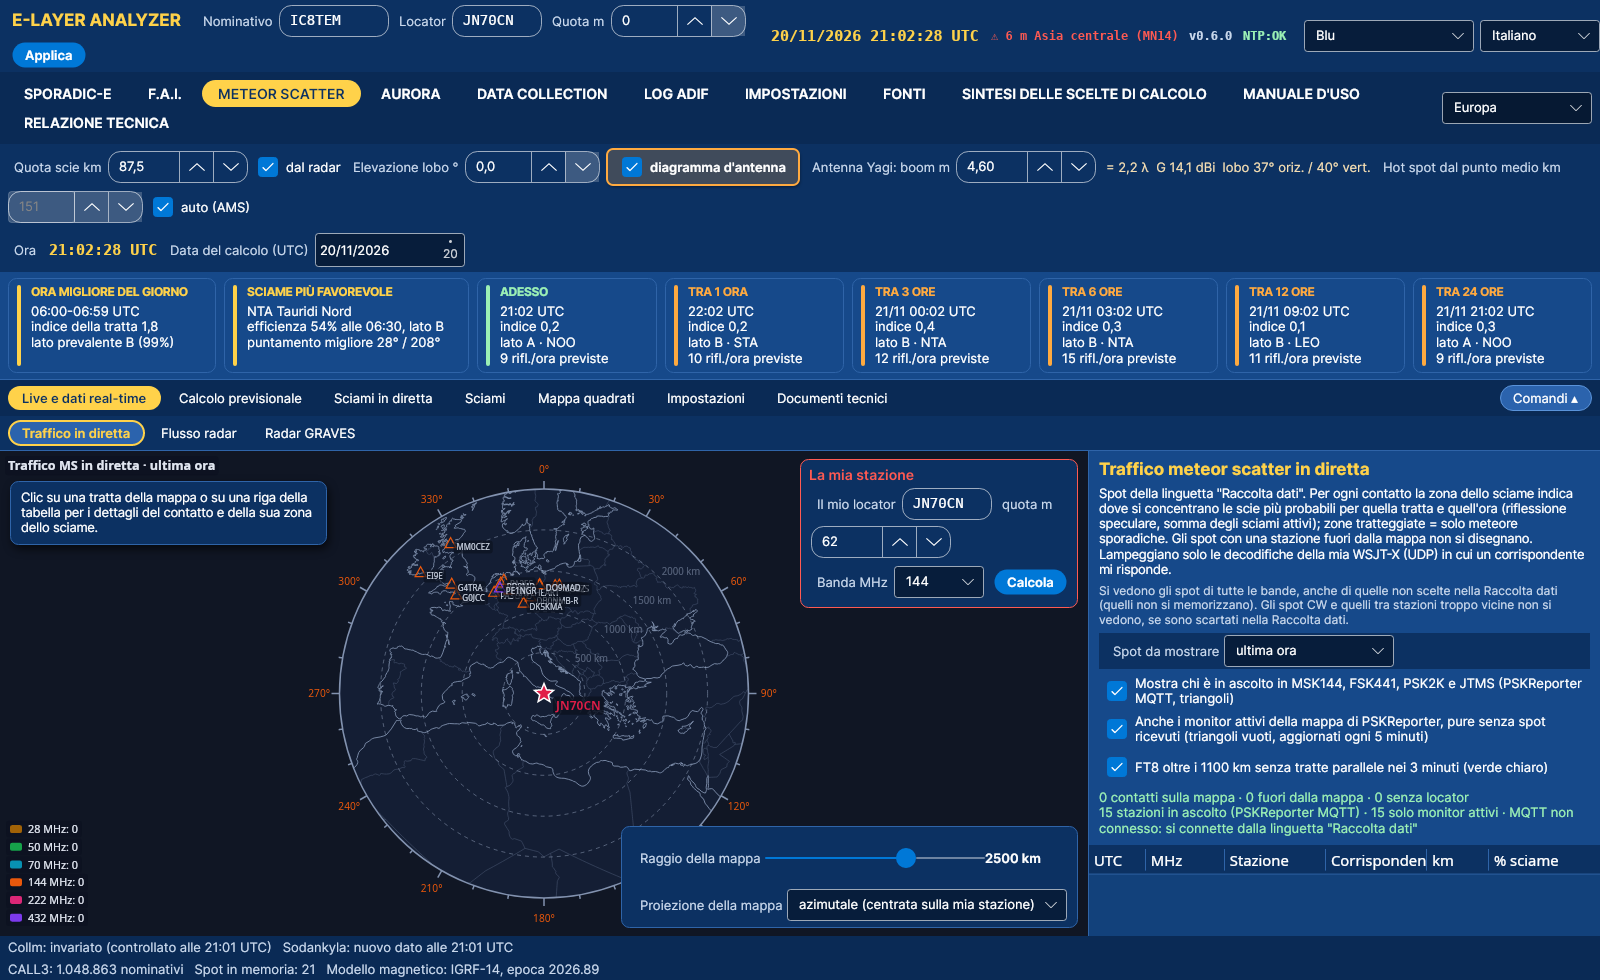 E-LAYER ANALYZER
Nominativo IC8TEM Locator JN70CN Quota m 0
20/11/2026 21:02:28 UTC ⚠ 6 m Asia centrale (MN14) v0.6.0 NTP:OK Blu Italiano
Applica
SPORADIC-E F.A.I. METEOR SCATTER AURORA DATA COLLECTION LOG ADIF IMPOSTAZIONI FONTI SINTESI DELLE SCELTE DI CALCOLO MANUALE D'USO
RELAZIONE TECNICA
Europa
Quota scie km 87,5 dal radar Elevazione lobo ° 0,0 diagramma d'antenna Antenna Yagi: boom m 4,60 = 2,2 λ G 14,1 dBi lobo 37° oriz. / 40° vert. Hot spot dal punto medio km
151 auto (AMS)
Ora 21:02:28 UTC Data del calcolo (UTC) 20/11/2026 20
ORA MIGLIORE DEL GIORNO
06:00-06:59 UTC
indice della tratta 1,8
lato prevalente B (99%)
SCIAME PIÙ FAVOREVOLE
NTA Tauridi Nord
efficienza 54% alle 06:30, lato B
puntamento migliore 28° / 208°
ADESSO
21:02 UTC
indice 0,2
lato A · NOO
9 rifl./ora previste
TRA 1 ORA
22:02 UTC
indice 0,2
lato B · STA
10 rifl./ora previste
TRA 3 ORE
21/11 00:02 UTC
indice 0,4
lato B · NTA
12 rifl./ora previste
TRA 6 ORE
21/11 03:02 UTC
indice 0,3
lato B · NTA
15 rifl./ora previste
TRA 12 ORE
21/11 09:02 UTC
indice 0,1
lato B · LEO
11 rifl./ora previste
TRA 24 ORE
21/11 21:02 UTC
indice 0,3
lato A · NOO
9 rifl./ora previste
Live e dati real-time Calcolo previsionale Sciami in diretta Sciami Mappa quadrati Impostazioni Documenti tecnici Comandi ▴
Traffico in diretta Flusso radar Radar GRAVES
Traffico MS in diretta · ultima ora
Clic su una tratta della mappa o su una riga della
tabella per i dettagli del contatto e della sua zona
dello sciame.
0°
330° 30°
300° 60°
270° 90°
240° 120°
210°
180°
2000 km
1500 km
1000 km
500 km
MM0CEZ
EI9E
G4TRA
G0JCC
PE1NGR
DO9MAD
DK5KMA
JN70CN
La mia stazione
Il mio locator JN70CN quota m
62
Banda MHz 144 Calcola
28 MHz: 0
50 MHz: 0
70 MHz: 0
144 MHz: 0
222 MHz: 0
432 MHz: 0
Raggio della mappa 2500 km
Proiezione della mappa azimutale (centrata sulla mia stazione)
Traffico meteor scatter in diretta
Spot della linguetta "Raccolta dati". Per ogni contatto la zona dello sciame indica
dove si concentrano le scie più probabili per quella tratta e quell'ora (riflessione
speculare, somma degli sciami attivi); zone tratteggiate = solo meteore
sporadiche. Gli spot con una stazione fuori dalla mappa non si disegnano.
Lampeggiano solo le decodifiche della mia WSJT-X (UDP) in cui un corrispondente
mi risponde.
Si vedono gli spot di tutte le bande, anche di quelle non scelte nella Raccolta dati
(quelli non si memorizzano). Gli spot CW e quelli tra stazioni troppo vicine non si
vedono, se sono scartati nella Raccolta dati.
Spot da mostrare ultima ora
Mostra chi è in ascolto in MSK144, FSK441, PSK2K e JTMS (PSKReporter
MQTT, triangoli)
Anche i monitor attivi della mappa di PSKReporter, pure senza spot
ricevuti (triangoli vuoti, aggiornati ogni 5 minuti)
FT8 oltre i 1100 km senza tratte parallele nei 3 minuti (verde chiaro)
0 contatti sulla mappa · 0 fuori dalla mappa · 0 senza locator
15 stazioni in ascolto (PSKReporter MQTT) · 15 solo monitor attivi · MQTT non
connesso: si connette dalla linguetta "Raccolta dati"
UTC MHz Stazione Corrisponden km % sciame
Collm: invariato (controllato alle 21:01 UTC) Sodankyla: nuovo dato alle 21:01 UTC
CALL3: 1.048.863 nominativi Spot in memoria: 21 Modello magnetico: IGRF-14, epoca 2026.89